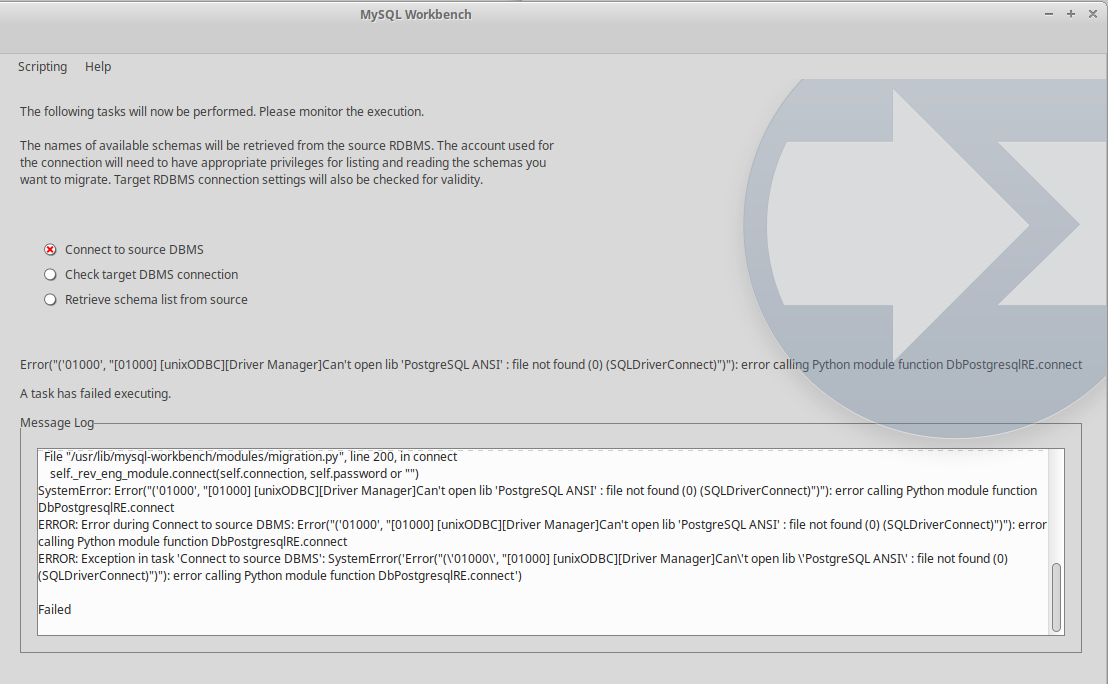 MySQL Workbench
Scripting Help
The following tasks will now be performed. Please monitor the execution.
The names of available schemas will be retrieved from the source RDBMS. The account used for
the connection will need to have appropriate privileges for listing and reading the schemas you
want to migrate. Target RDBMS connection settings will also be checked for validity.
Connect to source DBMS
Check target DBMS connection
Retrieve schema list from source
Error("('01000', "[01000] [unixODBC][Driver Manager]Can't open lib 'PostgreSQL ANSI' : file not found (0) (SQLDriverConnect)")"): error calling Python module function DbPostgresqlRE.connect
A task has failed executing.
Message Log
File "/usr/lib/mysql-workbench/modules/migration.py", line 200, in connect
self._rev_eng_module.connect(self.connection, self.password or "")
SystemError: Error("('01000', "[01000] [unixODBC][Driver Manager]Can't open lib 'PostgreSQL ANSI' : file not found (0) (SQLDriverConnect)")"): error calling Python module function
DbPostgresqlRE.connect
ERROR: Error during Connect to source DBMS: Error("('01000', "[01000] [unixODBC][Driver Manager]Can't open lib 'PostgreSQL ANSI' : file not found (0) (SQLDriverConnect)")"): error
calling Python module function DbPostgresqlRE.connect
ERROR: Exception in task 'Connect to source DBMS': SystemError('Error("(\'01000\', "[01000] [unixODBC][Driver Manager]Can\'t open lib \'PostgreSQL ANSI\' : file not found (0)
(SQLDriverConnect)")"): error calling Python module function DbPostgresqlRE.connect')
Failed